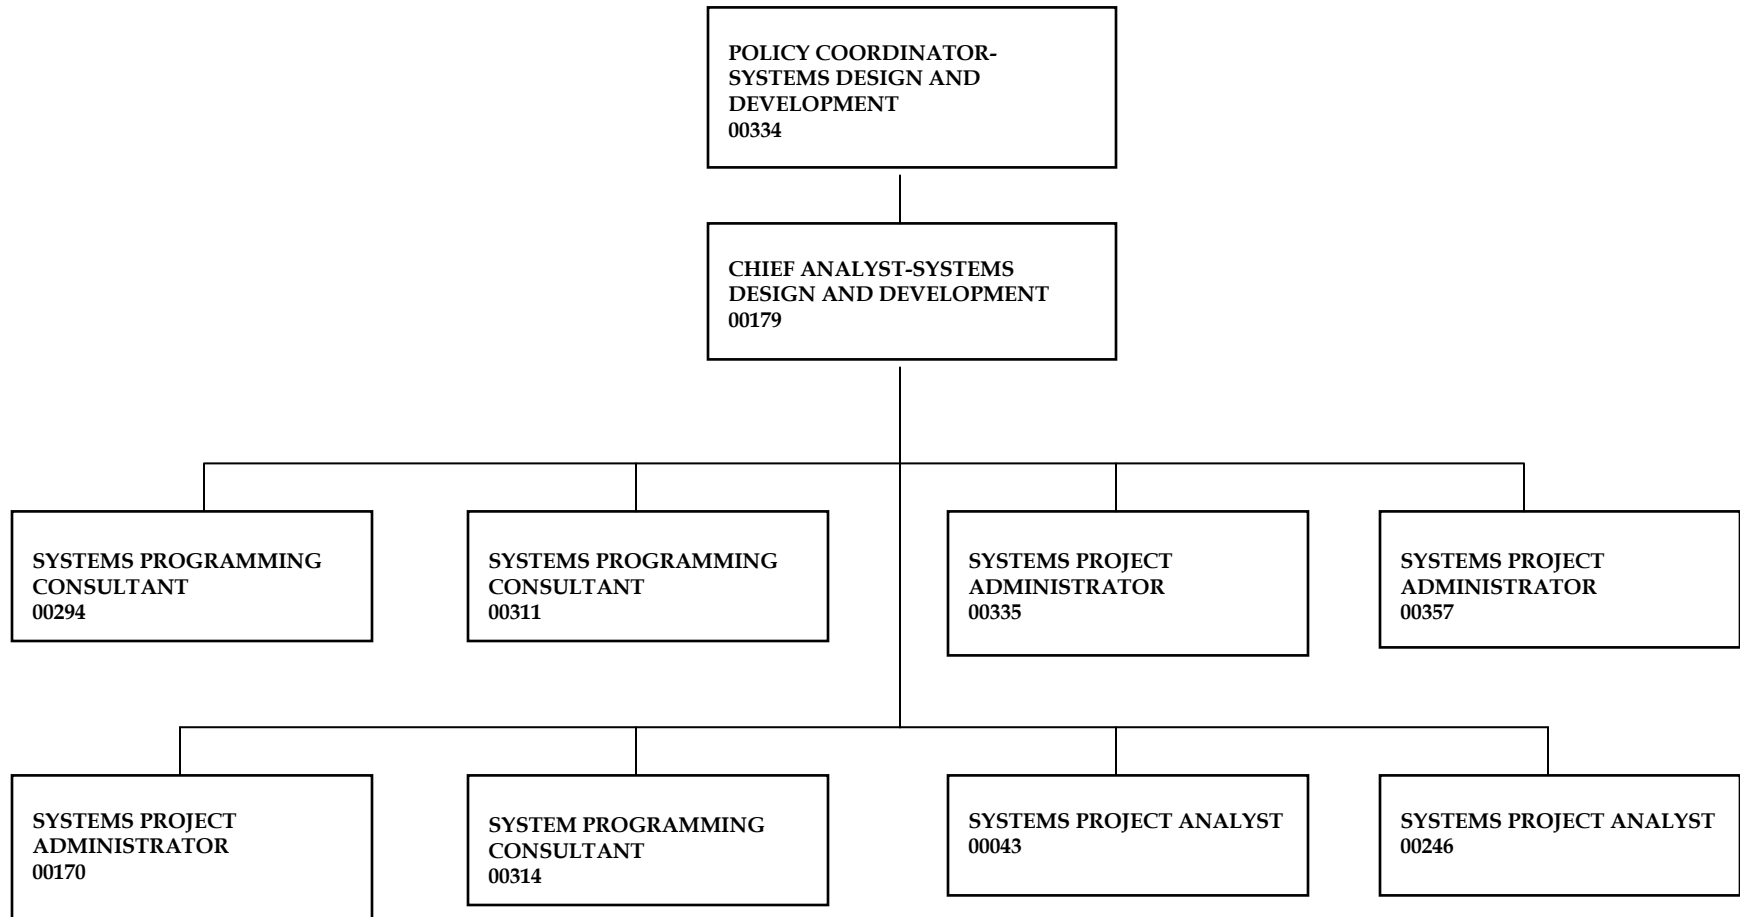 POLICY COORDINATOR-
SYSTEMS DESIGN AND
DEVELOPMENT
00334
CHIEF ANALYST-SYSTEMS
DESIGN AND DEVELOPMENT
00179
SYSTEMS PROGRAMMING
CONSULTANT
00294
SYSTEMS PROGRAMMING
CONSULTANT
00311
SYSTEMS PROJECT
ADMINISTRATOR
00335
SYSTEMS PROJECT
ADMINISTRATOR
00357
SYSTEMS PROJECT
ADMINISTRATOR
00170
SYSTEM PROGRAMMING
CONSULTANT
00314
SYSTEMS PROJECT ANALYST
00043
SYSTEMS PROJECT ANALYST
00246